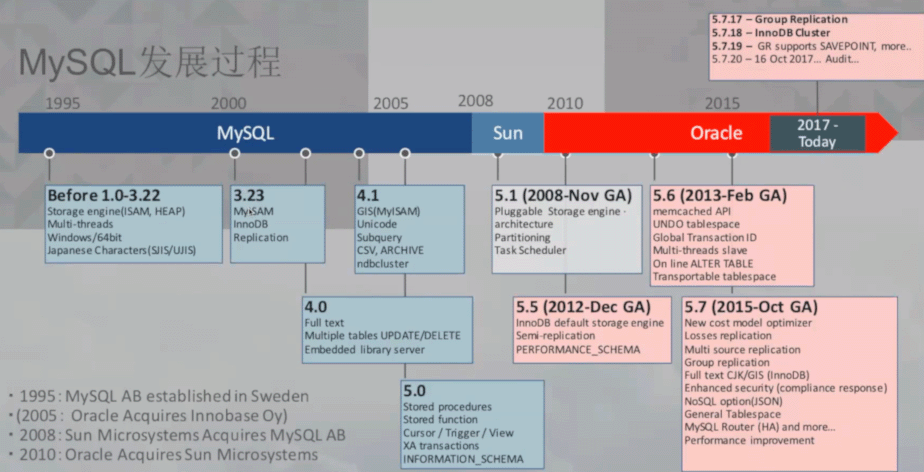 5.7.17 – Group Replication
5.7.18 – InnoDB Cluster
5.7.19 – GR supports SAVEPOINT, more..
5.7.20 – 16 Oct 2017... Audit...
MySQL发展过程
1995
2000
2005
2008
2010
2015
MySQL
Sun
Oracle
2017 -
Today
Before 1.0-3.22
Storage engine(ISAM, HEAP)
Multi-threads
Windows/64bit
Japanese Characters(SJIS/UJIS)
3.23
MyISAM
InnoDB
Replication
4.1
GIS(MyISAM)
Unicode
Subquery
CSV, ARCHIVE
ndbcluster
5.1 (2008-Nov GA)
Pluggable Storage engine -
architecture
Partitioning
Task Scheduler
5.6 (2013-Feb GA)
memcached API
UNDO tablespace
Global Transaction ID
Multi-threads slave
On line ALTER TABLE
Transportable tablespace
4.0
Full text
Multiple tables UPDATE/DELETE
Embedded library server
5.5 (2012-Dec GA)
InnoDB default storage engine
Semi-replication
PERFORMANCE_SCHEMA
5.7 (2015-Oct GA)
New cost model optimizer
Losses replication
Multi source replication
Group replication
Full text CJK/GIS (InnoDB)
Enhanced security (compliance response)
NoSQL option(JSON)
General Tablespace
MySQL Router (HA) and more...
Performance improvement
5.0
Stored procedures
Stored function
Cursor / Trigger / View
XA transactions
INFORMATION_SCHEMA
• 1995: MySQL AB established in Sweden
• (2005: Oracle Acquires Innobase Oy)
• 2008: Sun Microsystems Acquires MySQL AB
• 2010: Oracle Acquires Sun Microsystems